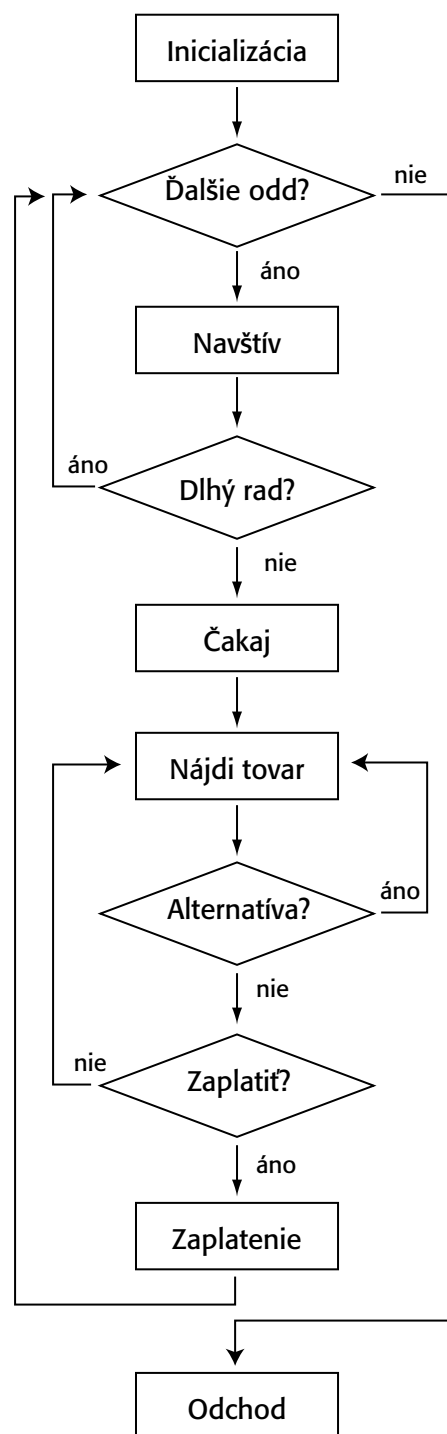 Inicializácia
Ďalšie odd?
nie
áno
Navštív
áno
Dlhý rad?
nie
Čakaj
Nájdi tovar
Alternatíva?
áno
nie
nie
Zaplatiť?
áno
Zaplatenie
Odchod